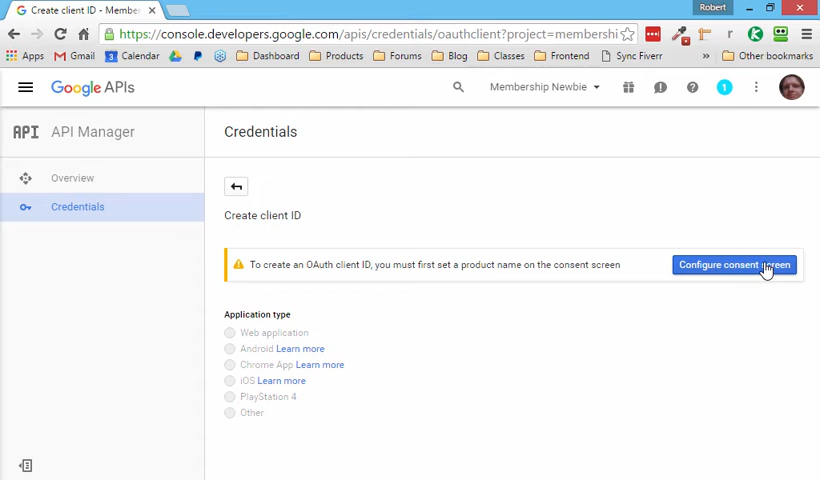 Robert
Create client ID - Membe
https://console.developers.google.com/apis/credentials/oauthclient?project=membershi
Apps Gmail Calendar Dashboard Products Forums Blog Classes Frontend Sync Fiverr » Other bookmarks
Google APIs
Membership Newbie
1
API API Manager
Credentials
Overview
Credentials
Create client ID
To create an OAuth client ID, you must first set a product name on the consent screen
Configure consent screen
Application type
Web application
Android Learn more
Chrome App Learn more
iOS Learn more
PlayStation 4
Other